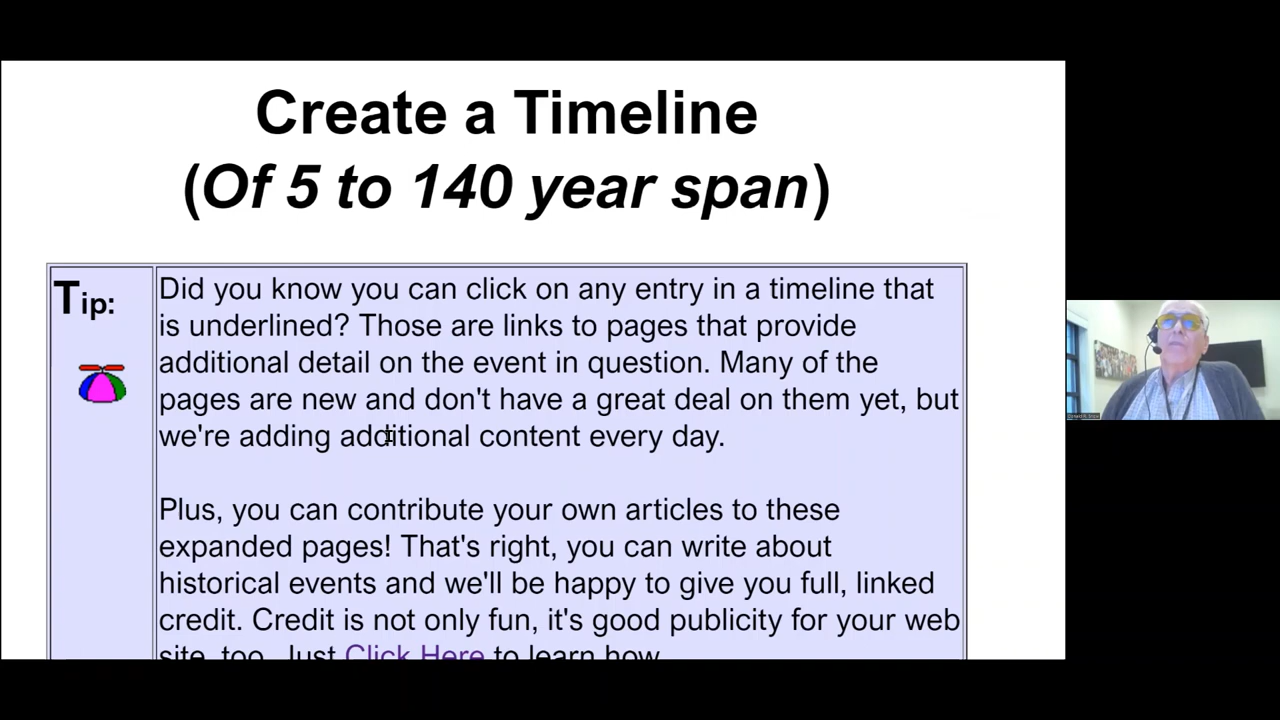 Create a Timeline
(Of 5 to 140 year span)
Tip:
Did you know you can click on any entry in a timeline that
is underlined? Those are links to pages that provide
additional detail on the event in question. Many of the
pages are new and don't have a great deal on them yet, but
we're adding additional content every day.
Plus, you can contribute your own articles to these
expanded pages! That's right, you can write about
historical events and we'll be happy to give you full, linked
credit. Credit is not only fun, it's good publicity for your web
site, too. Just Click Here to learn how.